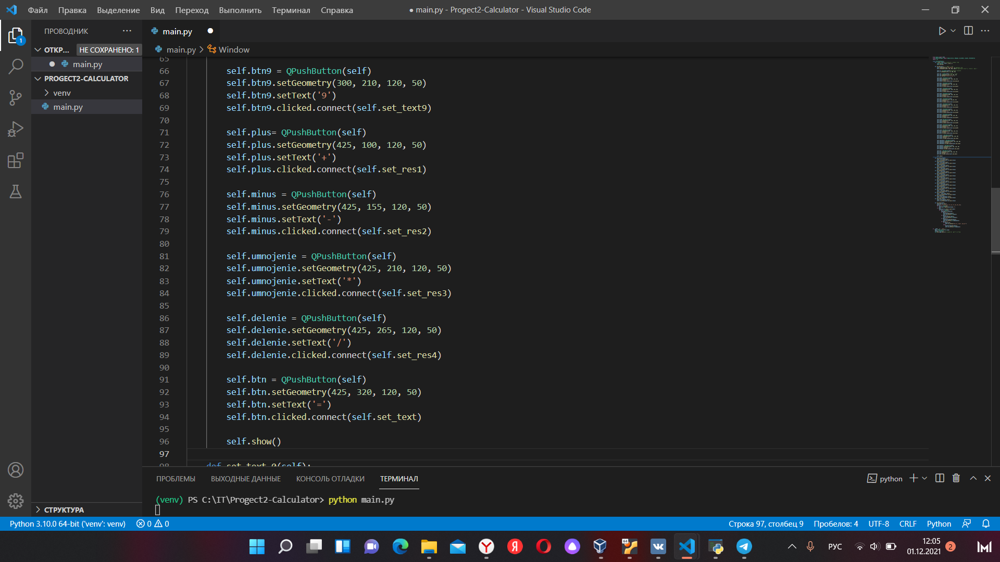 Файл Правка Выделение Вид Переход Выполнить Терминал Справка
● main.py - Progect2-Calculator - Visual Studio Code
ПРОВОДНИК
main.py
1
ОТКР... НЕ СОХРАНЕНО: 1
main.py > Window
main.py
PROGECT2-CALCULATOR
venv
main.py
65
66 self.btn9 = QPushButton(self)
67 self.btn9.setGeometry(300, 210, 120, 50)
68 self.btn9.setText('9')
69 self.btn9.clicked.connect(self.set_text9)
70
71 self.plus= QPushButton(self)
72 self.plus.setGeometry(425, 100, 120, 50)
73 self.plus.setText('+')
74 self.plus.clicked.connect(self.set_res1)
75
76 self.minus = QPushButton(self)
77 self.minus.setGeometry(425, 155, 120, 50)
78 self.minus.setText('-')
79 self.minus.clicked.connect(self.set_res2)
80
81 self.umnojenie = QPushButton(self)
82 self.umnojenie.setGeometry(425, 210, 120, 50)
83 self.umnojenie.setText('*')
84 self.umnojenie.clicked.connect(self.set_res3)
85
86 self.delenie = QPushButton(self)
87 self.delenie.setGeometry(425, 265, 120, 50)
88 self.delenie.setText('/')
89 self.delenie.clicked.connect(self.set_res4)
90
91 self.btn = QPushButton(self)
92 self.btn.setGeometry(425, 320, 120, 50)
93 self.btn.setText('=')
94 self.btn.clicked.connect(self.set_text)
95
96 self.show()
97
98 def set_text_0(self):
ПРОБЛЕМЫ ВЫХОДНЫЕ ДАННЫЕ КОНСОЛЬ ОТЛАДКИ ТЕРМИНАЛ
python
(venv) PS C:\IT\Progect2-Calculator> python main.py
СТРУКТУРА
Python 3.10.0 64-bit ('venv': venv) 0 0
Строка 97, столбец 9 Пробелов: 4 UTF-8 CRLF Python
РУС
12:05
01.12.2021
2